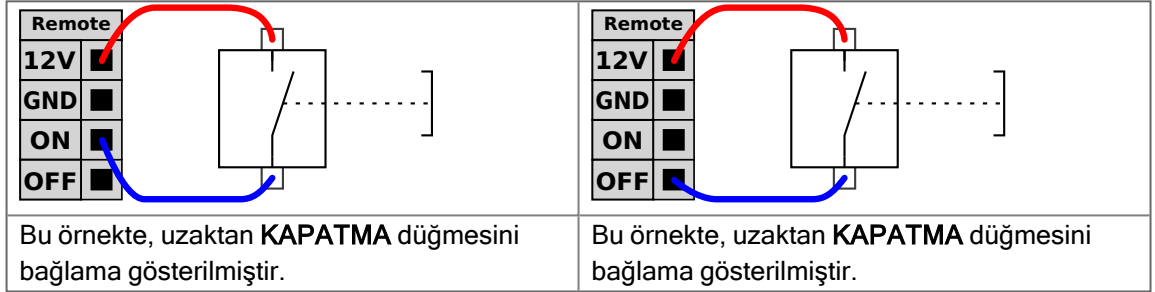 Remote
12V
GND
ON
OFF
Bu örnekte, uzaktan KAPATMA düğmesini
bağlama gösterilmiştir.
Remote
12V
GND
ON
OFF
Bu örnekte, uzaktan KAPATMA düğmesini
bağlama gösterilmiştir.